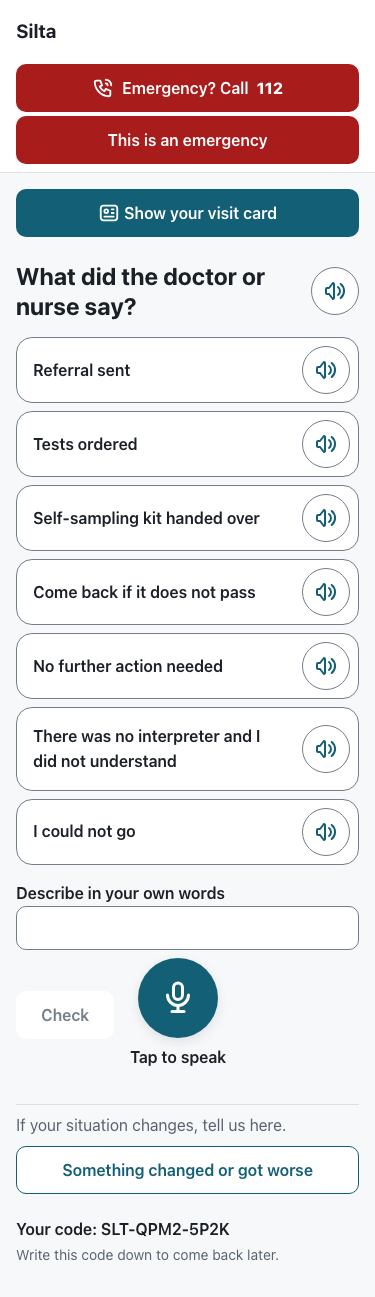 Silta
Emergency? Call 112
This is an emergency
Show your visit card
What did the doctor or
nurse say?
Referral sent
Tests ordered
Self-sampling kit handed over
Come back if it does not pass
No further action needed
There was no interpreter and I
did not understand
I could not go
Describe in your own words
Check
Tap to speak
If your situation changes, tell us here.
Something changed or got worse
Your code: SLT-QPM2-5P2K
Write this code down to come back later.